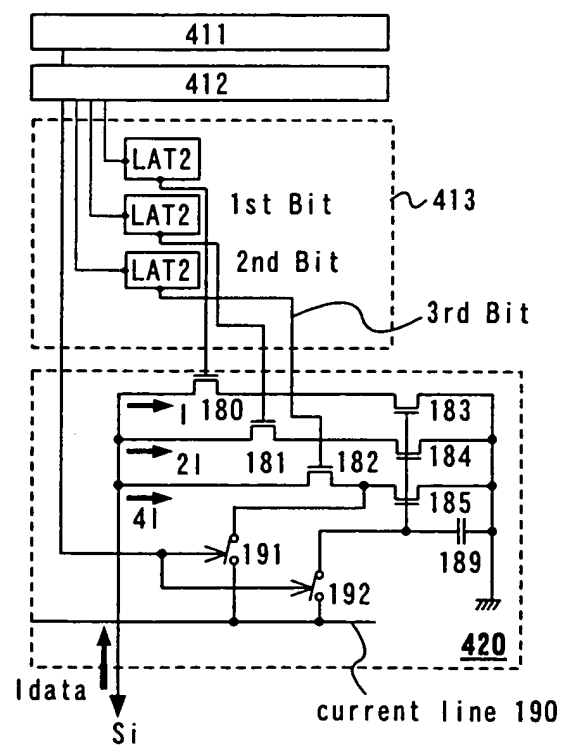 411
412
LAT2
1st Bit
LAT2
413
2nd Bit
LAT2
3rd Bit
I
180
183
2I
181
182
184
4I
185
191
189
192
420
Idata
current line 190
Si